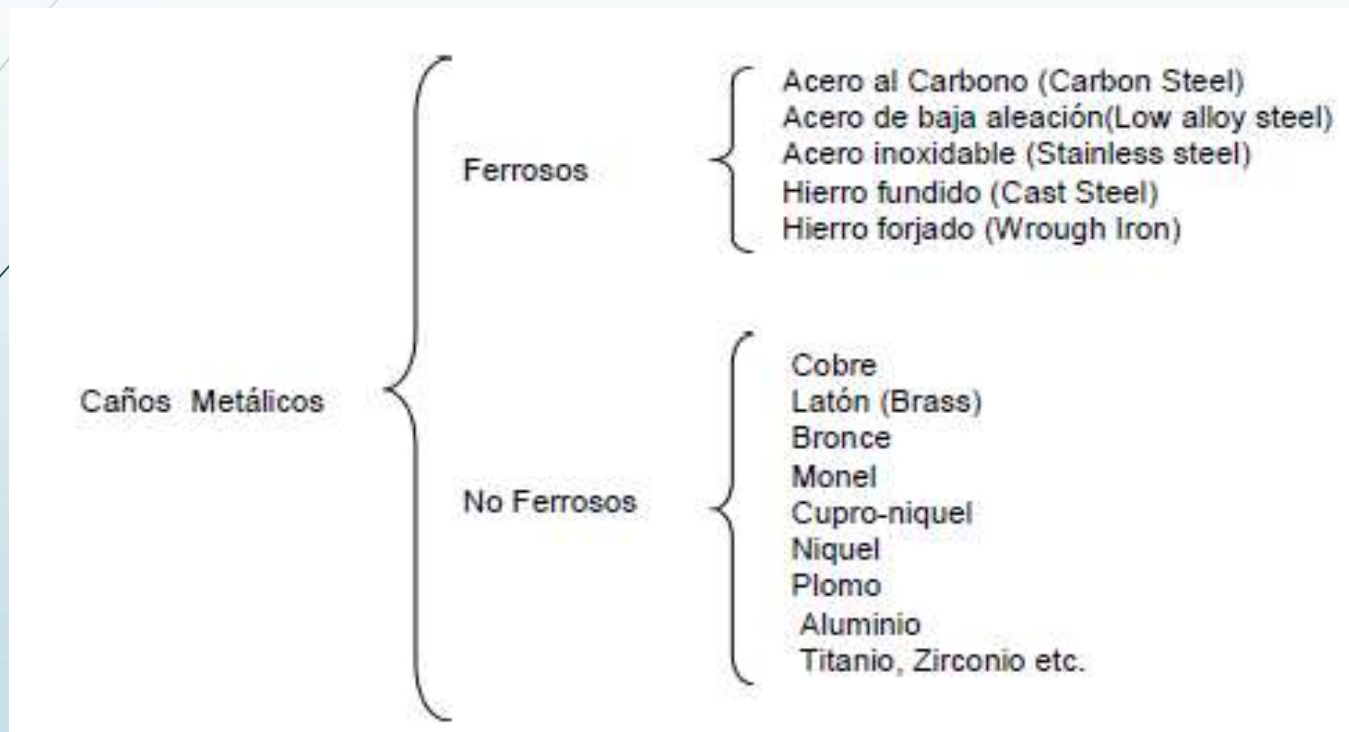 Caños Metálicos
Ferrosos
Acero al Carbono (Carbon Steel)
Acero de baja aleación(Low alloy steel)
Acero inoxidable (Stainless steel)
Hierro fundido (Cast Steel)
Hierro forjado (Wrough Iron)
No Ferrosos
Cobre
Latón (Brass)
Bronce
Monel
Cupro-niquel
Niquel
Plomo
Aluminio
Titanio, Zirconio etc.